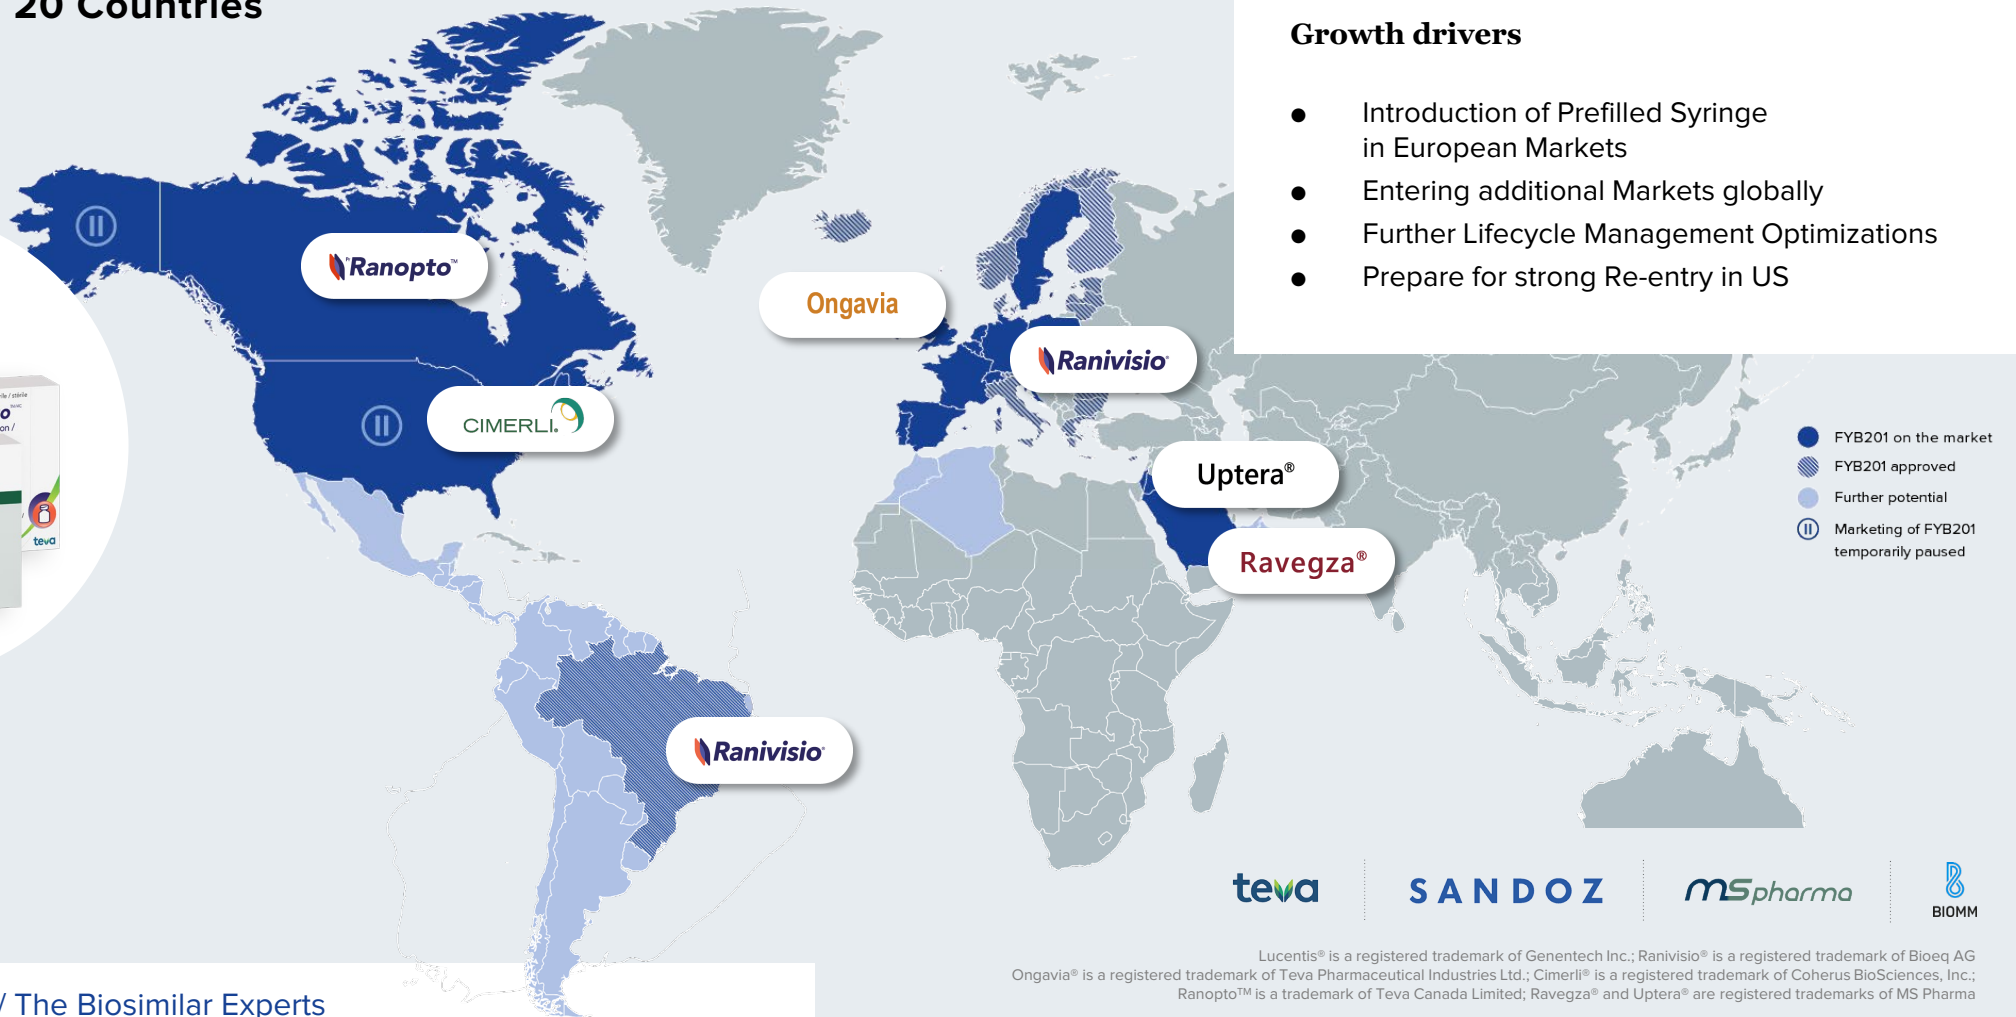 20 Countries
Growth drivers
● Introduction of Prefilled Syringe
in European Markets
● Entering additional Markets globally
● Further Lifecycle Management Optimizations
● Prepare for strong Re-entry in US
Ranopto™
Ongavia
Ranivisio®
CIMERLI®
Uptera®
Ravegza®
Ranivisio®
teva
FYB201 on the market
FYB201 approved
Further potential
Marketing of FYB201
temporarily paused
teva
SANDOZ
MS pharma
BIOMM
Lucentis® is a registered trademark of Genentech Inc.; Ranivisio® is a registered trademark of Bioeq AG
Ongavia® is a registered trademark of Teva Pharmaceutical Industries Ltd.; Cimerli® is a registered trademark of Coherus BioSciences, Inc.;
Ranopto™ is a trademark of Teva Canada Limited; Ravegza® and Uptera® are registered trademarks of MS Pharma
/ The Biosimilar Experts